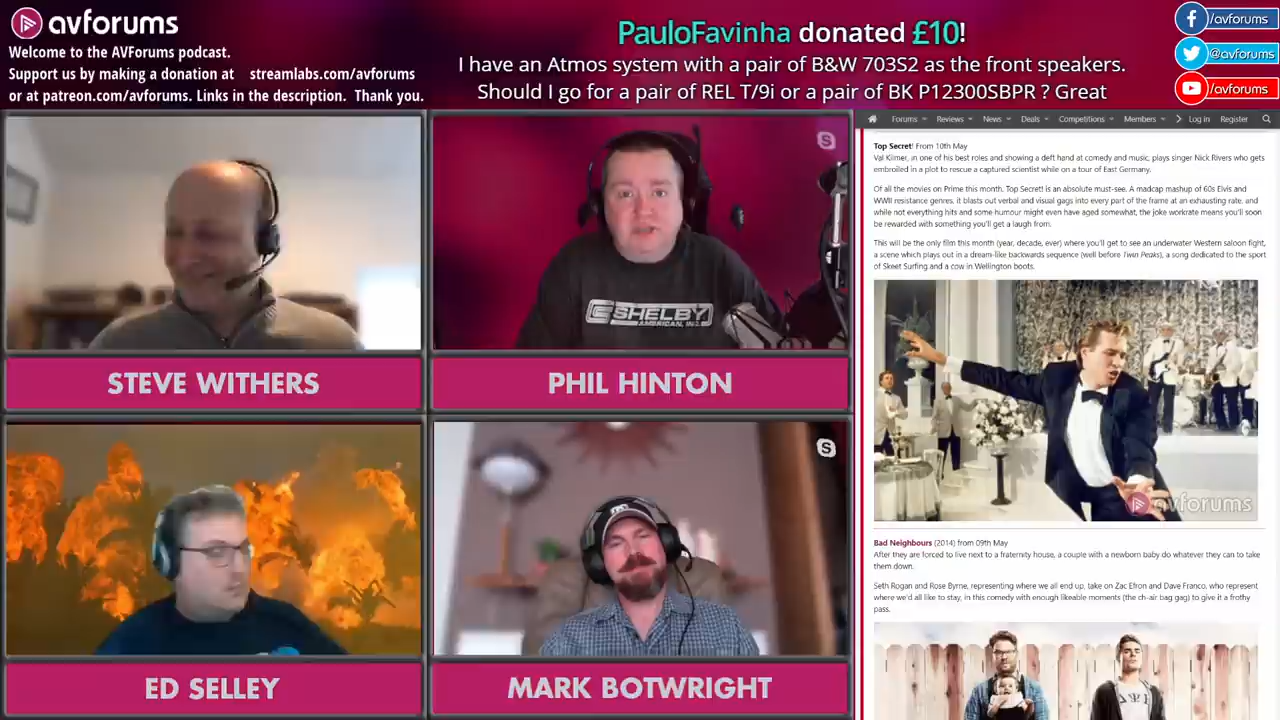 avforums
Welcome to the AVForums podcast.
Support us by making a donation at streamlabs.com/avforums
or at patreon.com/avforums. Links in the description. Thank you.
PauloFavinha donated £10!
I have an Atmos system with a pair of B&W 703S2 as the front speakers.
Should I go for a pair of REL T/9i or a pair of BK P12300SBPR ? Great
/avforums
@avforums
/avforums
STEVE WITHERS
SHELBY
AMERICAN, INC.
PHIL HINTON
ED SELLEY
MARK BOTWRIGHT
Forums Reviews News Deals Competitions Members Log in Register
Top Secret! From 10th May
Val Kilmer, in one of his best roles and showing a deft hand at comedy and music, plays singer Nick Rivers who gets
embroiled in a plot to rescue a captured scientist while on a tour of East Germany.
Of all the movies on Prime this month, Top Secret! is an absolute must-see. A madcap mashup of 60s Elvis and
WWII resistance genres, it blasts out verbal and visual gags into every part of the frame at an exhausting rate, and
while not everything hits and some humour might even have aged somewhat, the joke workrate means you'll soon
be rewarded with something you'll get a laugh from.
This will be the only film this month (year, decade, ever) where you'll get to see an underwater Western saloon fight,
a scene which plays out in a dream-like backwards sequence (well before Twin Peaks), a song dedicated to the sport
of Skeet Surfing and a cow in Wellington boots.
avforums
Bad Neighbours (2014) from 09th May
After they are forced to live next to a fraternity house, a couple with a newborn baby do whatever they can to take
them down.
Seth Rogan and Rose Byrne, representing where we all end up, take on Zac Efron and Dave Franco, who represent
where we'd all like to stay, in this comedy with enough likeable moments (the ch-air bag gag) to give it a frothy
pass.